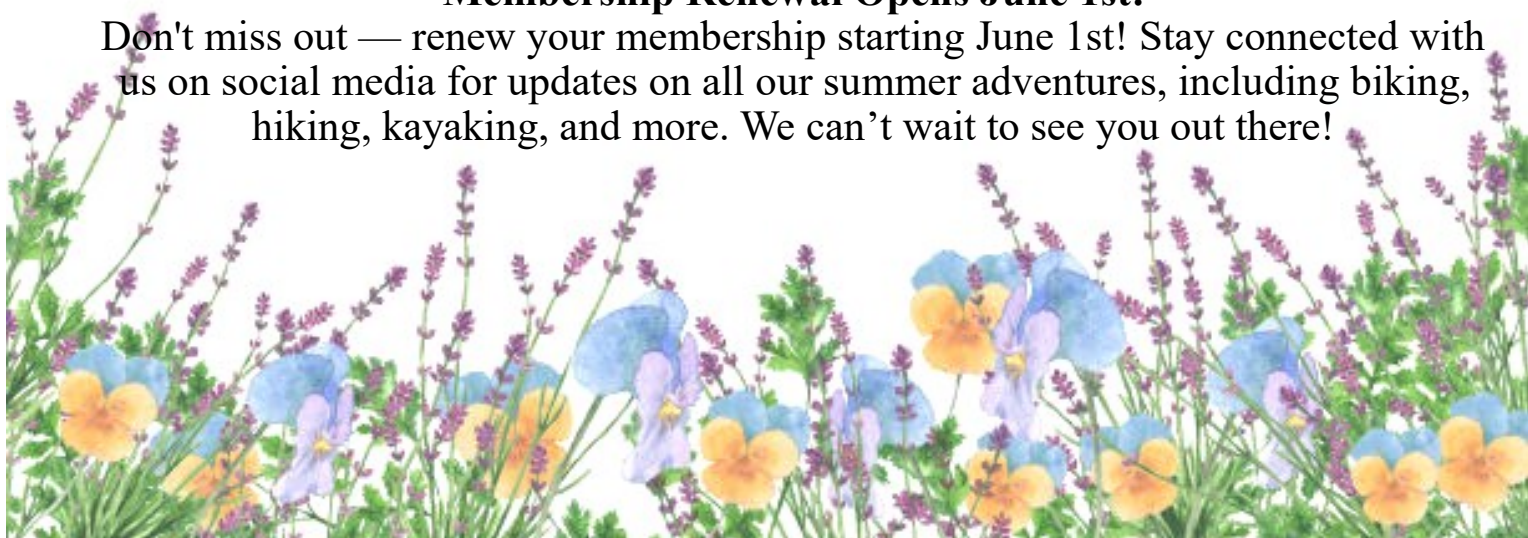 Membership Renewal Opens June 1st!
Don't miss out — renew your membership starting June 1st! Stay connected with
us on social media for updates on all our summer adventures, including biking,
hiking, kayaking, and more. We can’t wait to see you out there!